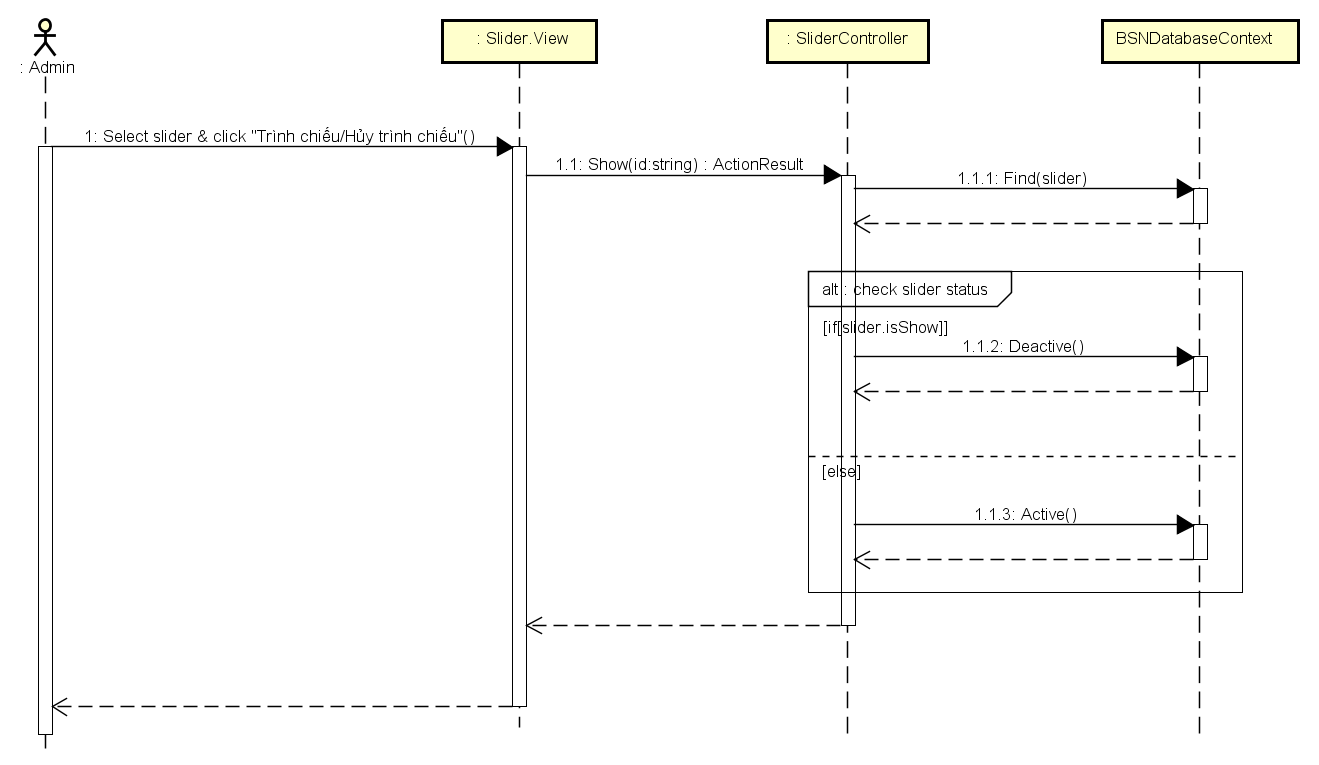 : Admin
: Slider.View
: SliderController
BSNDatabaseContext
1: Select slider & click "Trình chiếu/Hủy trình chiếu"()
1.1: Show(id:string) : ActionResult
1.1.1: Find(slider)
alt : check slider status
[if[slider.isShow]]
1.1.2: Deactive()
[else]
1.1.3: Active()